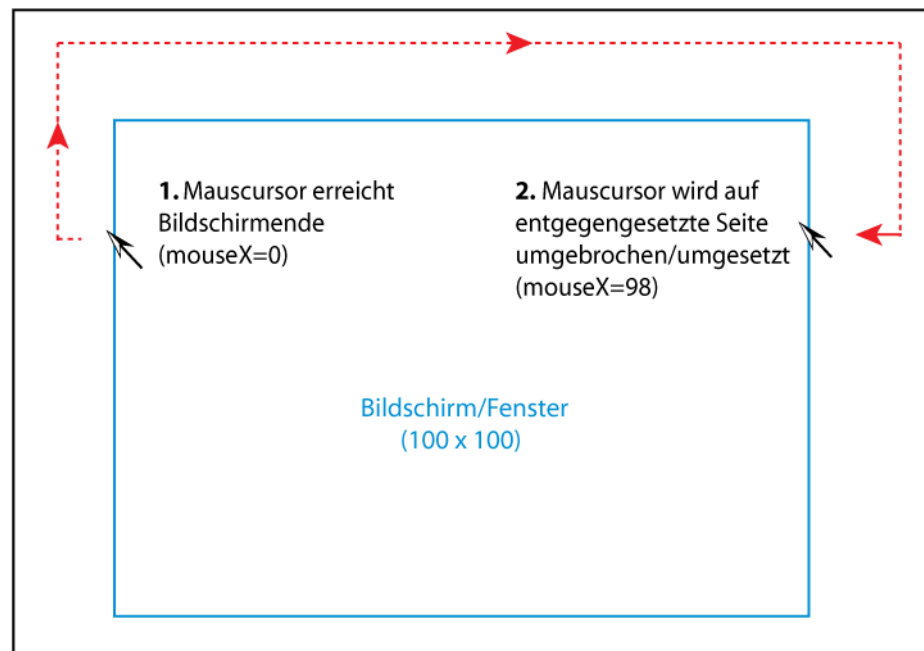 1. Mauscursor erreicht
Bildschirmende
(mouseX=0)
2. Mauscursor wird auf
entgegengesetzte Seite
umgebrochen/umgesetzt
(mouseX=98)
Bildschirm/Fenster
(100 x 100)